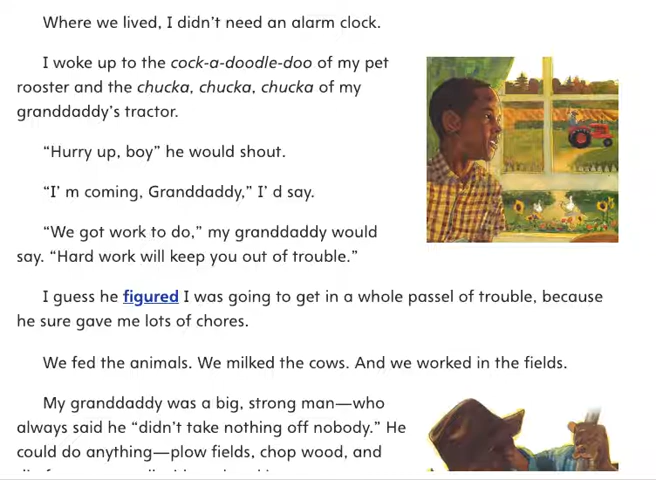 Where we lived, I didn’t need an alarm clock.
I woke up to the cock-a-doodle-doo of my pet
rooster and the chucka, chucka, chucka of my
granddaddy’s tractor.
“Hurry up, boy” he would shout.
“I’ m coming, Granddaddy,” I’ d say.
“We got work to do,” my granddaddy would
say. “Hard work will keep you out of trouble.”
I guess he figured I was going to get in a whole passel of trouble, because
he sure gave me lots of chores.
We fed the animals. We milked the cows. And we worked in the fields.
My granddaddy was a big, strong man—who
always said he “didn’t take nothing off nobody.” He
could do anything—plow fields, chop wood, and